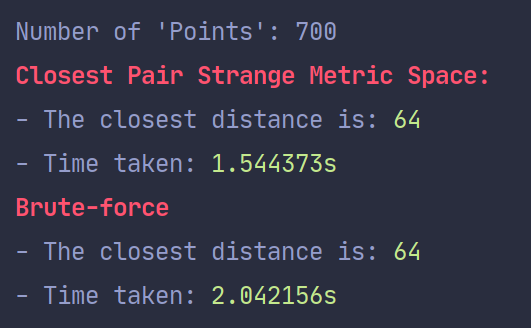 Number of 'Points': 700
Closest Pair Strange Metric Space:
- The closest distance is: 64
- Time taken: 1.544373s
Brute-force
- The closest distance is: 64
- Time taken: 2.042156s